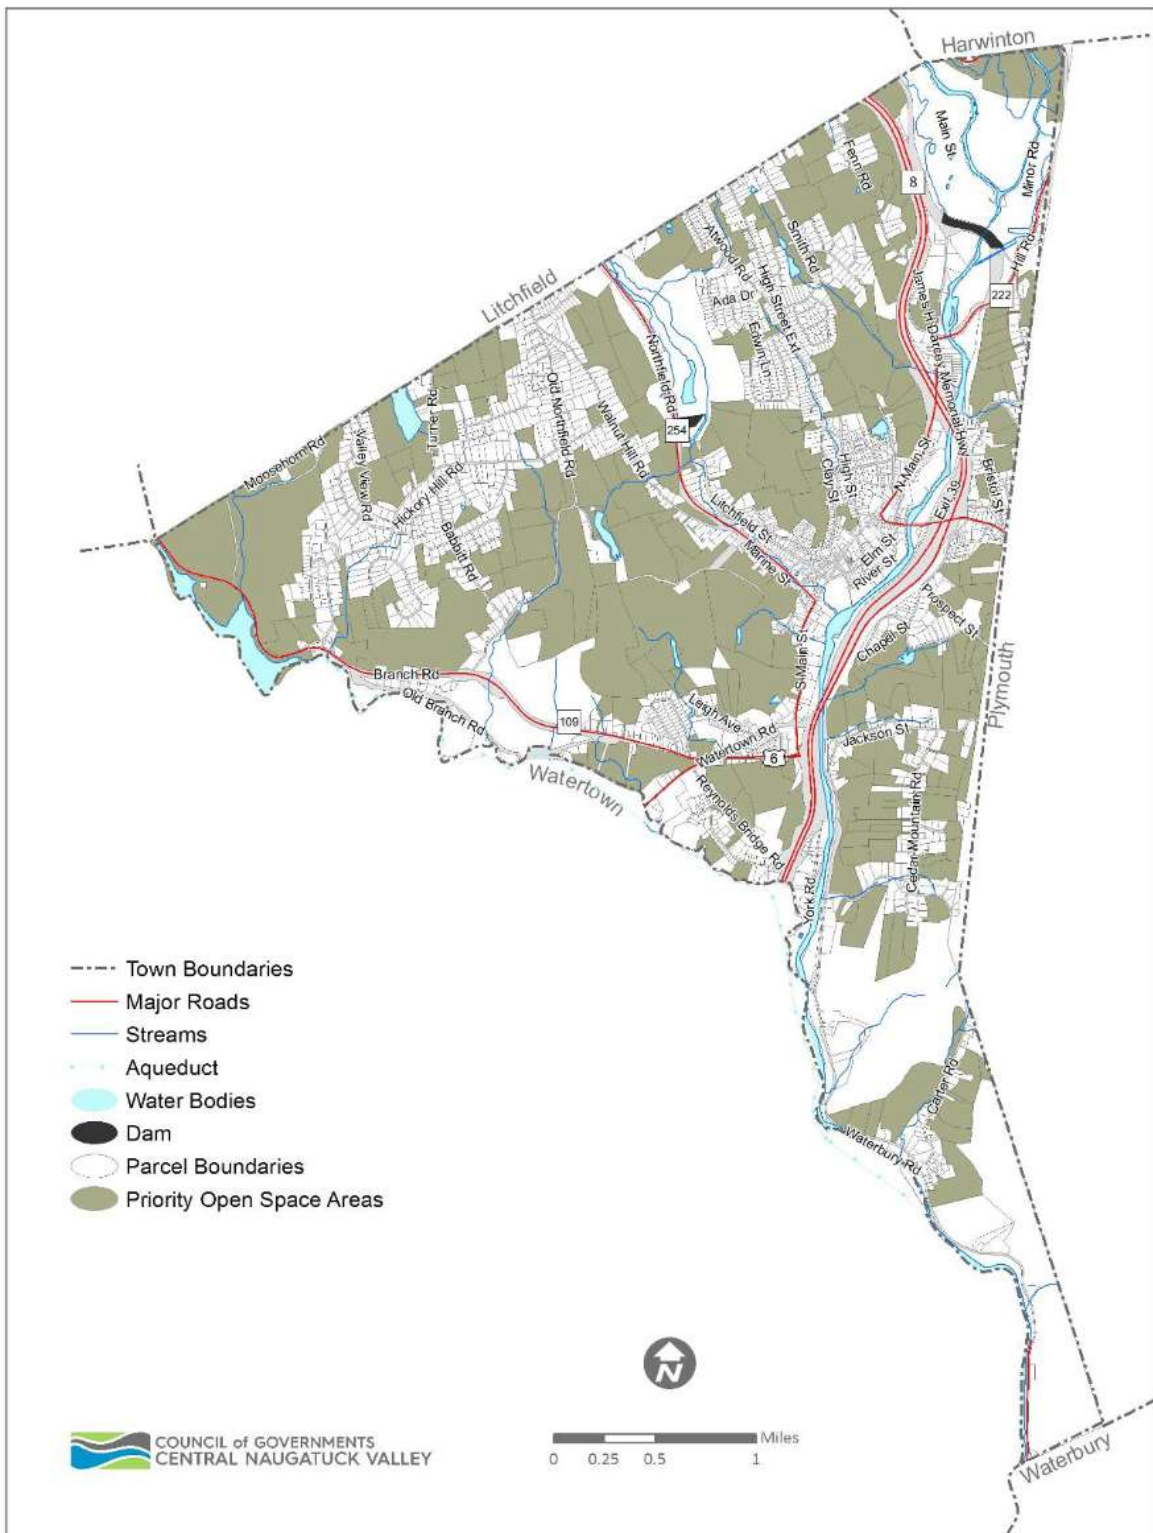 Harwinton
Main St
Minor Rd
Fenn Rd
8
Hill Rd
222
Smith Rd
Atwood Rd
High Street Ext
Ada Dr
Edwin Ln
James H Darcey Memorial Hwy
Litchfield
Northfield Rd
254
Old Northfield Rd
Walnut Hill Rd
Turner Rd
Valley View Rd
Moosehorn Rd
Hickory Hill Rd
Babbitt Rd
High St
Clay St
N Main St
Exit 39
Bristol St
Litchfield St
Marine St
Elm St
River St
Prospect St
Chapel St
S Main St
Plymouth
Branch Rd
Old Branch Rd
109
Leigh Ave
Watertown Rd
6
Jackson St
Watertown
Reynolds Bridge Rd
Cedar Mountain Rd
York Rd
Carter Rd
Waterbury Rd
Town Boundaries
Major Roads
Streams
Aqueduct
Water Bodies
Dam
Parcel Boundaries
Priority Open Space Areas
N
COUNCIL of GOVERNMENTS
CENTRAL NAUGATUCK VALLEY
Miles
0 0.25 0.5 1
Waterbury